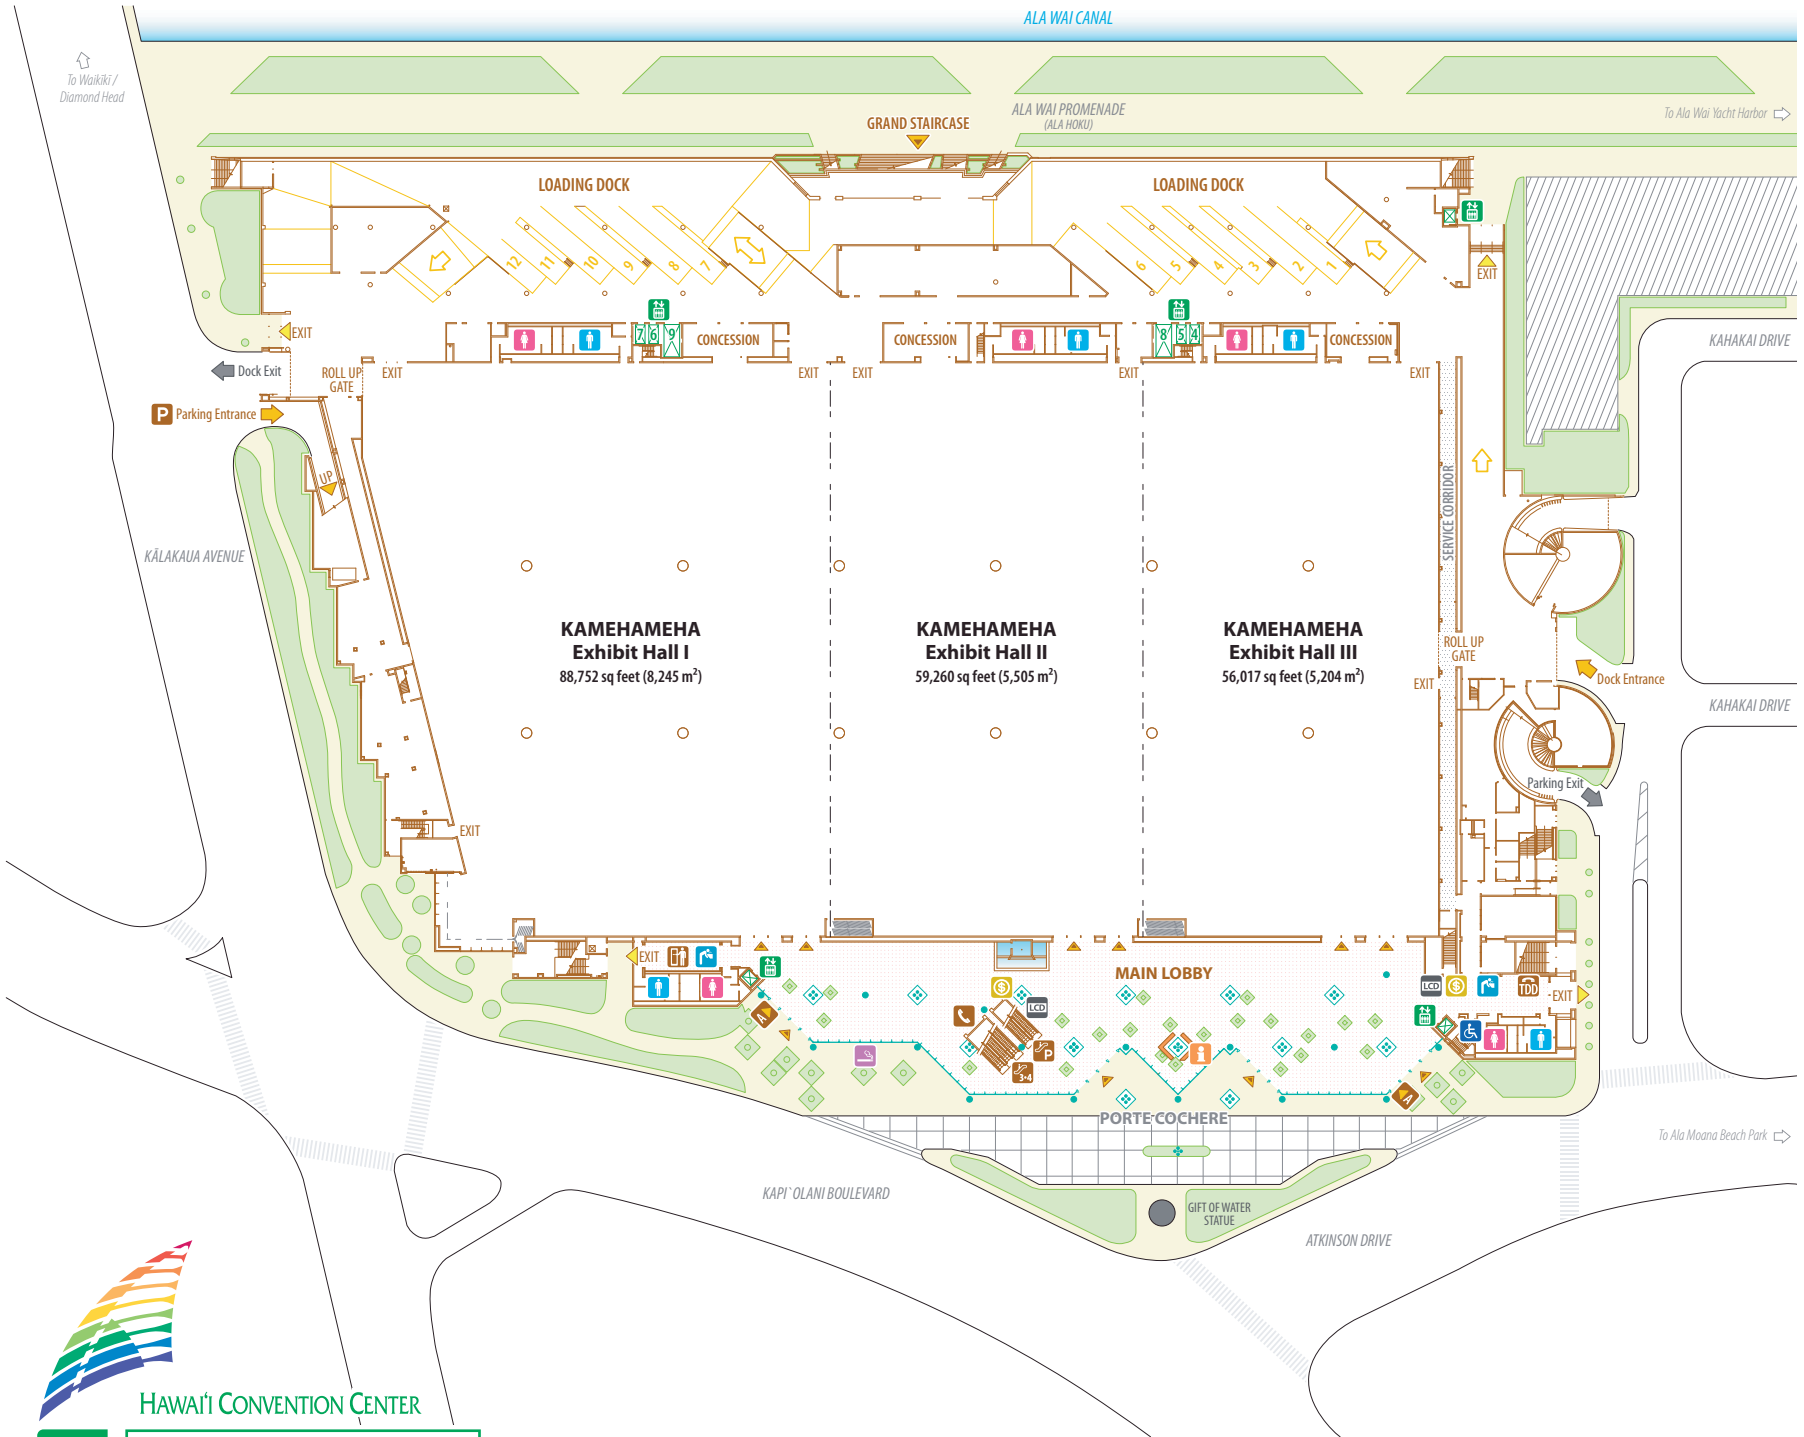 ALA WAI CANAL
To Waikīkī /
Diamond Head
ALA WAI PROMENADE
(ALA HOKU)
To Ala Wai Yacht Harbor
GRAND STAIRCASE
LOADING DOCK
LOADING DOCK
12
11
10
9
8
7
6
5
4
3
2
1
EXIT
EXIT
7 6 9
CONCESSION
CONCESSION
8 5 4
CONCESSION
KAHAKAI DRIVE
Dock Exit
ROLL UP
GATE
EXIT
EXIT
EXIT
EXIT
EXIT
P Parking Entrance
UP
SERVICE CORRIDOR
KĀLAKAUA AVENUE
KAMEHAMEHA
Exhibit Hall I
88,752 sq feet (8,245 m²)
KAMEHAMEHA
Exhibit Hall II
59,260 sq feet (5,505 m²)
KAMEHAMEHA
Exhibit Hall III
56,017 sq feet (5,204 m²)
ROLL UP
GATE
EXIT
Dock Entrance
KAHAKAI DRIVE
Parking Exit
EXIT
EXIT
MAIN LOBBY
$
LCD
LCD
$
TDD
EXIT
A
P
3•4
A
PORTE COCHERE
To Ala Moana Beach Park
KAPI`OLANI BOULEVARD
GIFT OF WATER
STATUE
ATKINSON DRIVE
HAWAI‘I CONVENTION CENTER